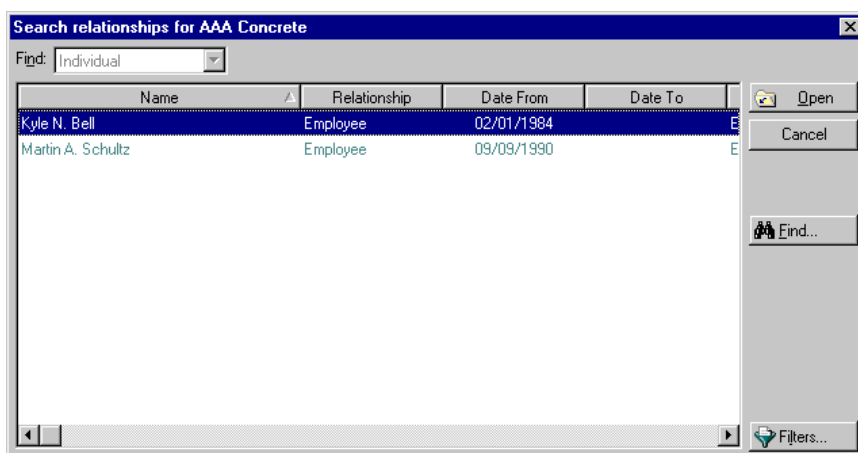 Search relationships for AAA Concrete
Find: Individual
Name Relationship Date From Date To
Kyle N. Bell Employee 02/01/1984 E
Martin A. Schultz Employee 09/09/1990 E
Open
Cancel
Find...
Filters...